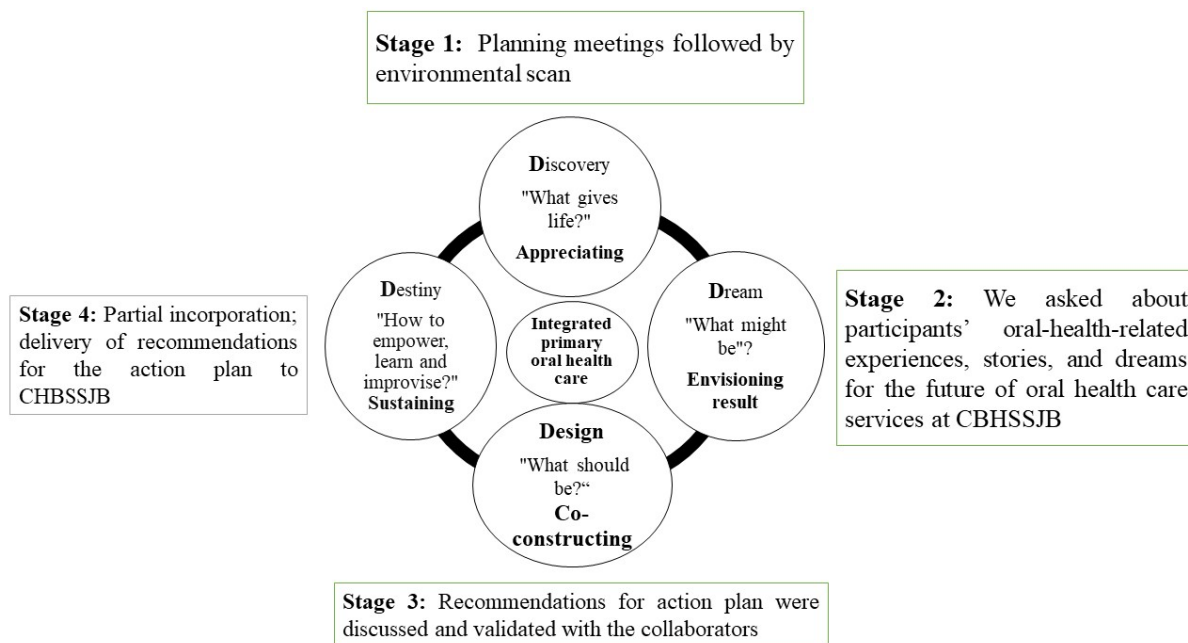 Stage 1: Planning meetings followed by
environmental scan
Discovery
"What gives
life?"
Appreciating
Dream
"What might
be"?
Envisioning
result
Stage 2: We asked about
participants’ oral-health-related
experiences, stories, and dreams
for the future of oral health care
services at CBHSSJB
Integrated
primary
oral health
care
Design
"What should
be?“
Co-
constructing
Stage 3: Recommendations for action plan were
discussed and validated with the collaborators
Destiny
"How to
empower,
learn and
improvise?"
Sustaining
Stage 4: Partial incorporation;
delivery of recommendations
for the action plan to
CHBSSJB